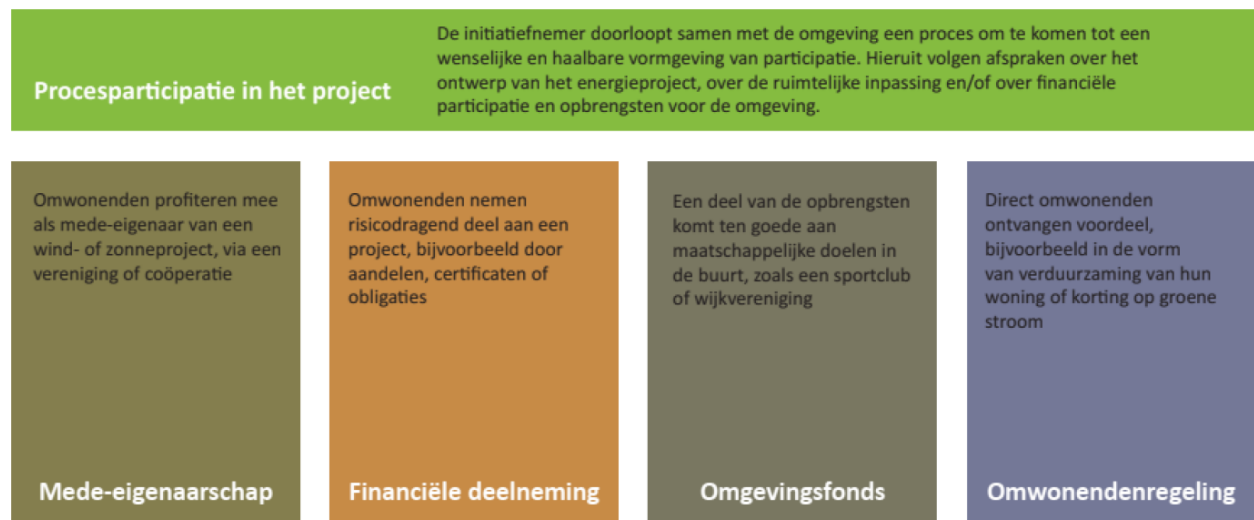 Procesparticipatie in het project
De initiatiefnemer doorloopt samen met de omgeving een proces om te komen tot een
wenselijke en haalbare vormgeving van participatie. Hieruit volgen afspraken over het
ontwerp van het energieproject, over de ruimtelijke inpassing en/of over financiële
participatie en opbrengsten voor de omgeving.
Omwonenden profiteren mee
als mede-eigenaar van een
wind- of zonneproject, via een
vereniging of coöperatie
Mede-eigenaarschap
Omwonenden nemen
risicodragend deel aan een
project, bijvoorbeeld door
aandelen, certificaten of
obligaties
Financiële deelneming
Een deel van de opbrengsten
komt ten goede aan
maatschappelijke doelen in
de buurt, zoals een sportclub
of wijkvereniging
Omgevingsfonds
Direct omwonenden
ontvangen voordeel,
bijvoorbeeld in de vorm
van verduurzaming van hun
woning of korting op groene
stroom
Omwonendenregeling